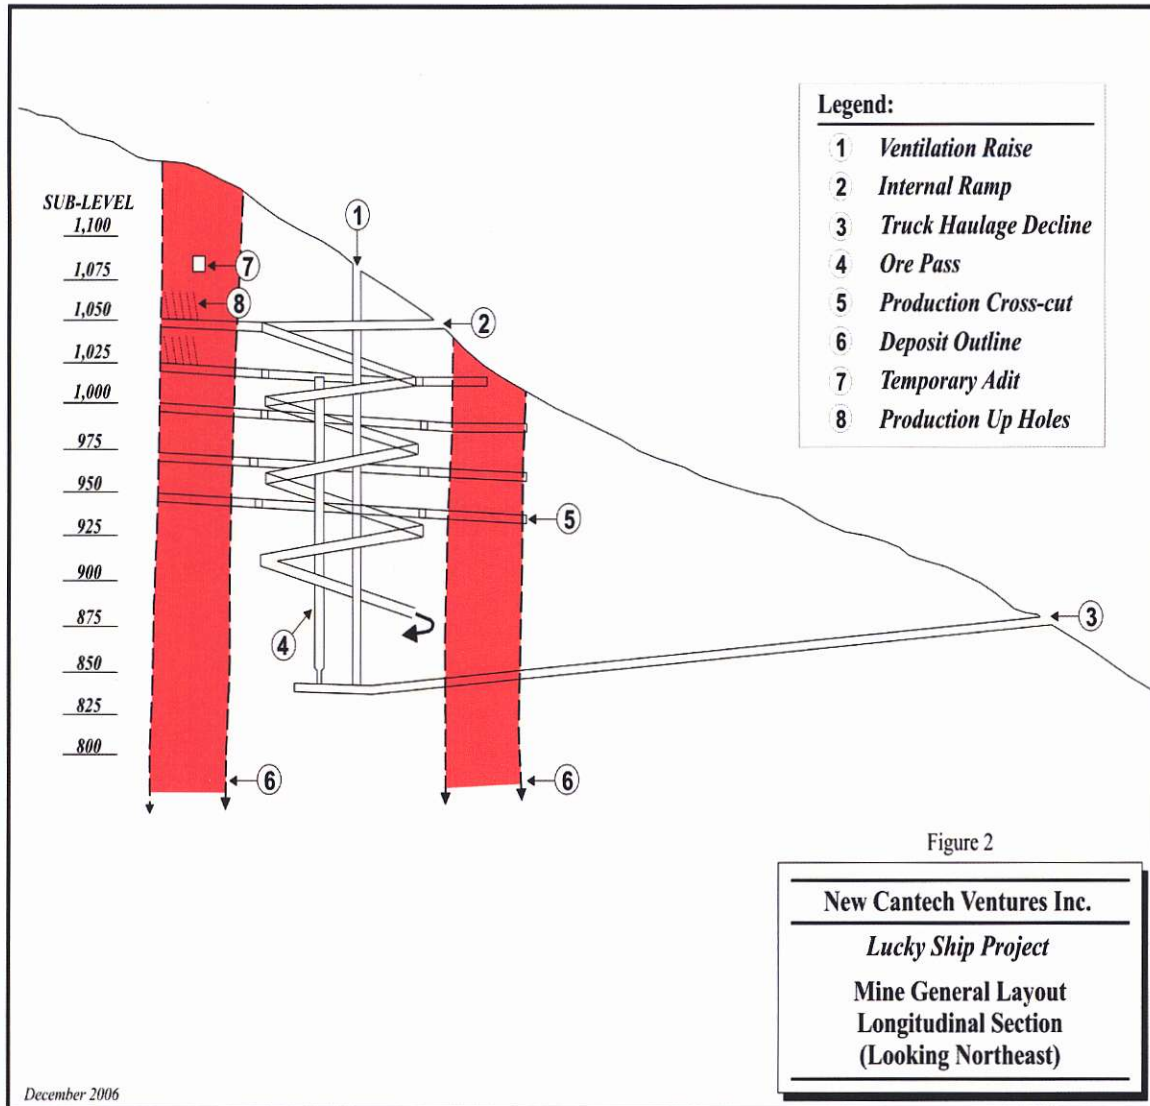 Legend:
1 Ventilation Raise
2 Internal Ramp
3 Truck Haulage Decline
4 Ore Pass
5 Production Cross-cut
6 Deposit Outline
7 Temporary Adit
8 Production Up Holes
SUB-LEVEL
1,100
1,075
1,050
1,025
1,000
975
950
925
900
875
850
825
800
1
7
8
2
5
4
3
6
6
Figure 2
New Cantech Ventures Inc.
Lucky Ship Project
Mine General Layout
Longitudinal Section
(Looking Northeast)
December 2006